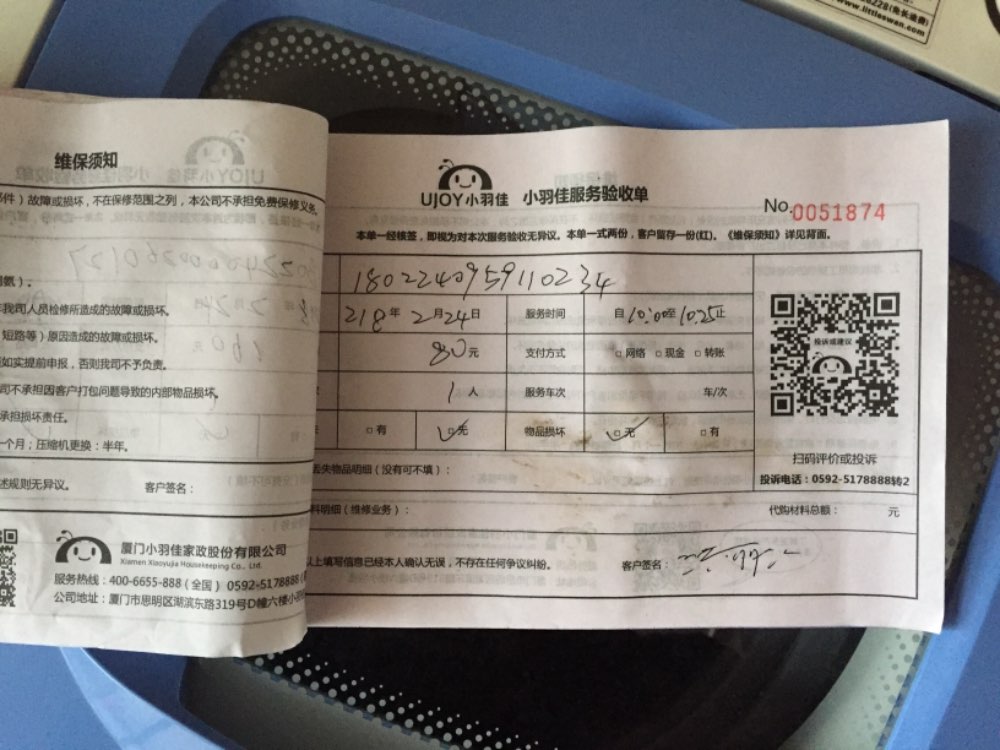 228(免长途费)
www.littleswan.com
维保须知
件)故障或损坏,不在保修范围之列,本公司不承担免费保修义务。
氨)。
我司人员检修所造成的故障或损坏。
短路等)原因造成的故障或损坏。
如实提前申报,否则我司不予负责。
司不承担因客户打包问题导致的内部物品损坏。
承担损坏责任。
一个月;压缩机更换:半年。
述规则无异议。 客户签名:
厦门小羽佳家政股份有限公司
Xiamen Xiaoyujia Housekeeping Co., Ltd.
服务热线:400-6655-888(全国) 0592-5178888
公司地址:厦门市思明区湖滨东路319号D幢六楼小羽
UJOY小羽佳 小羽佳服务验收单
No.0051874
本单一经核签,即视为对本次服务验收无异议。本单一式两份,客户留存一份(红)。《维保须知》详见背面。
1802240959110234
218年 2月24日 服务时间 自10:00至10:25止
80元 支付方式 □网络 □现金 □转账
1人 服务车次 车/次
□有 □无 物品损坏 □无 □有
丢失物品明细(没有可不填):
料明细(维修业务):
代购材料总额: 元
以上填写信息已经本人确认无误,不存在任何争议纠纷。 客户签名:
投诉或建议
扫码评价或投诉
投诉电话:0592-5178888转2